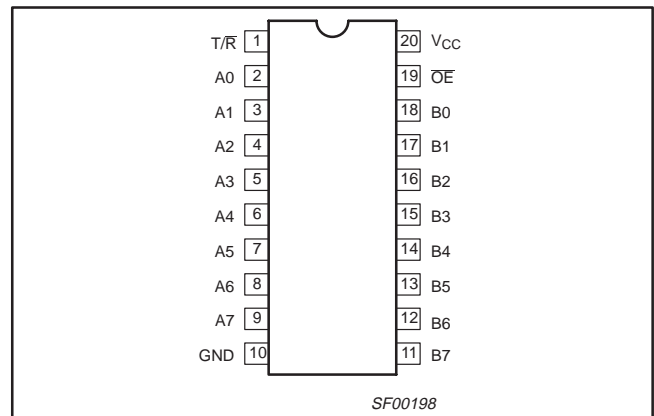 T/R̅ 1 20 VCC
A0 2 19 O̅E̅
A1 3 18 B0
A2 4 17 B1
A3 5 16 B2
A4 6 15 B3
A5 7 14 B4
A6 8 13 B5
A7 9 12 B6
GND 10 11 B7
SF00198